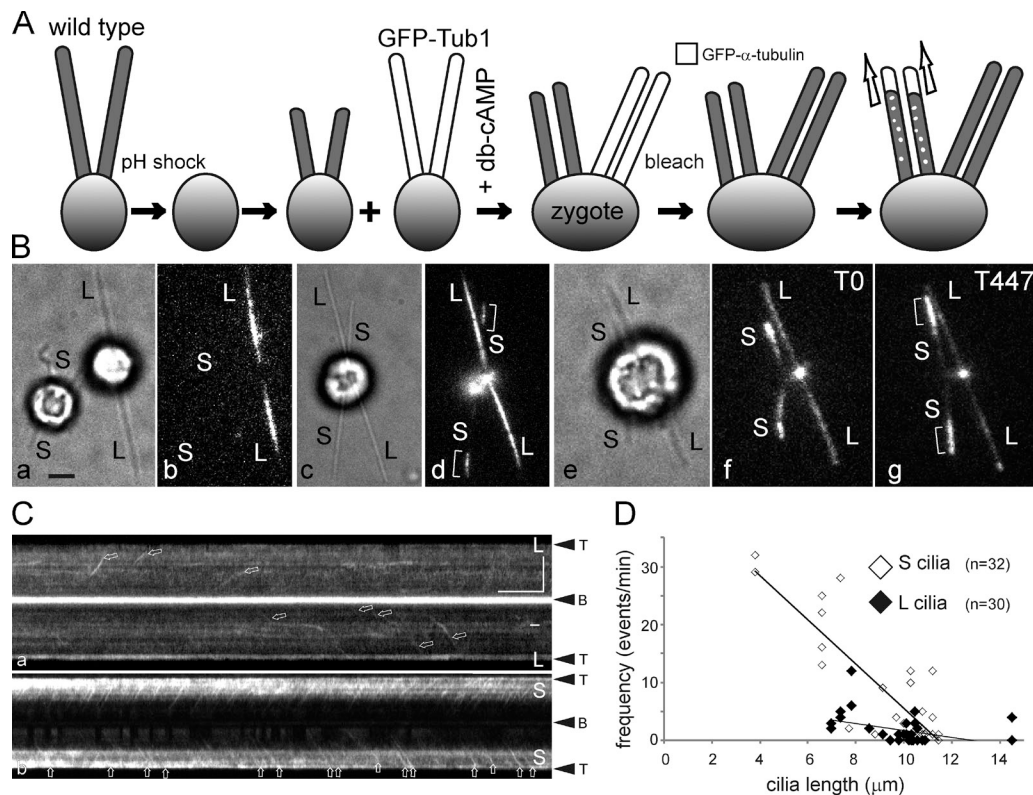 A
wild type
GFP-Tub1
GFP-α-tubulin
pH shock
+
+ db-cAMP
zygote
bleach
B
L
S
S
L
a
L
S
S
L
b
L
S
S
L
c
L
S
S
L
d
L
S
S
L
e
T0
L
S
S
L
f
T447
L
S
S
L
g
C
L
T
B
L
T
a
T
S
B
S
T
b
D
frequency (events/min)
30
20
10
0
S cilia (n=32)
L cilia (n=30)
0 2 4 6 8 10 12 14
cilia length (μm)